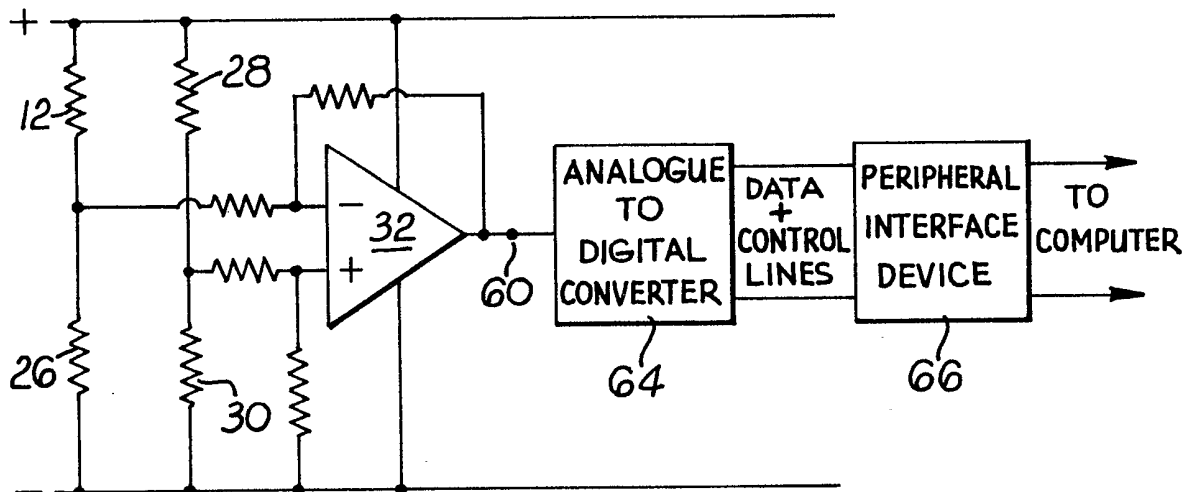 +
28
12
ANALOGUE
TO
DIGITAL
CONVERTER
DATA
+
CONTROL
LINES
PERIPHERAL
INTERFACE
DEVICE
TO
COMPUTER
−
32
+
60
26
30
64
66
−